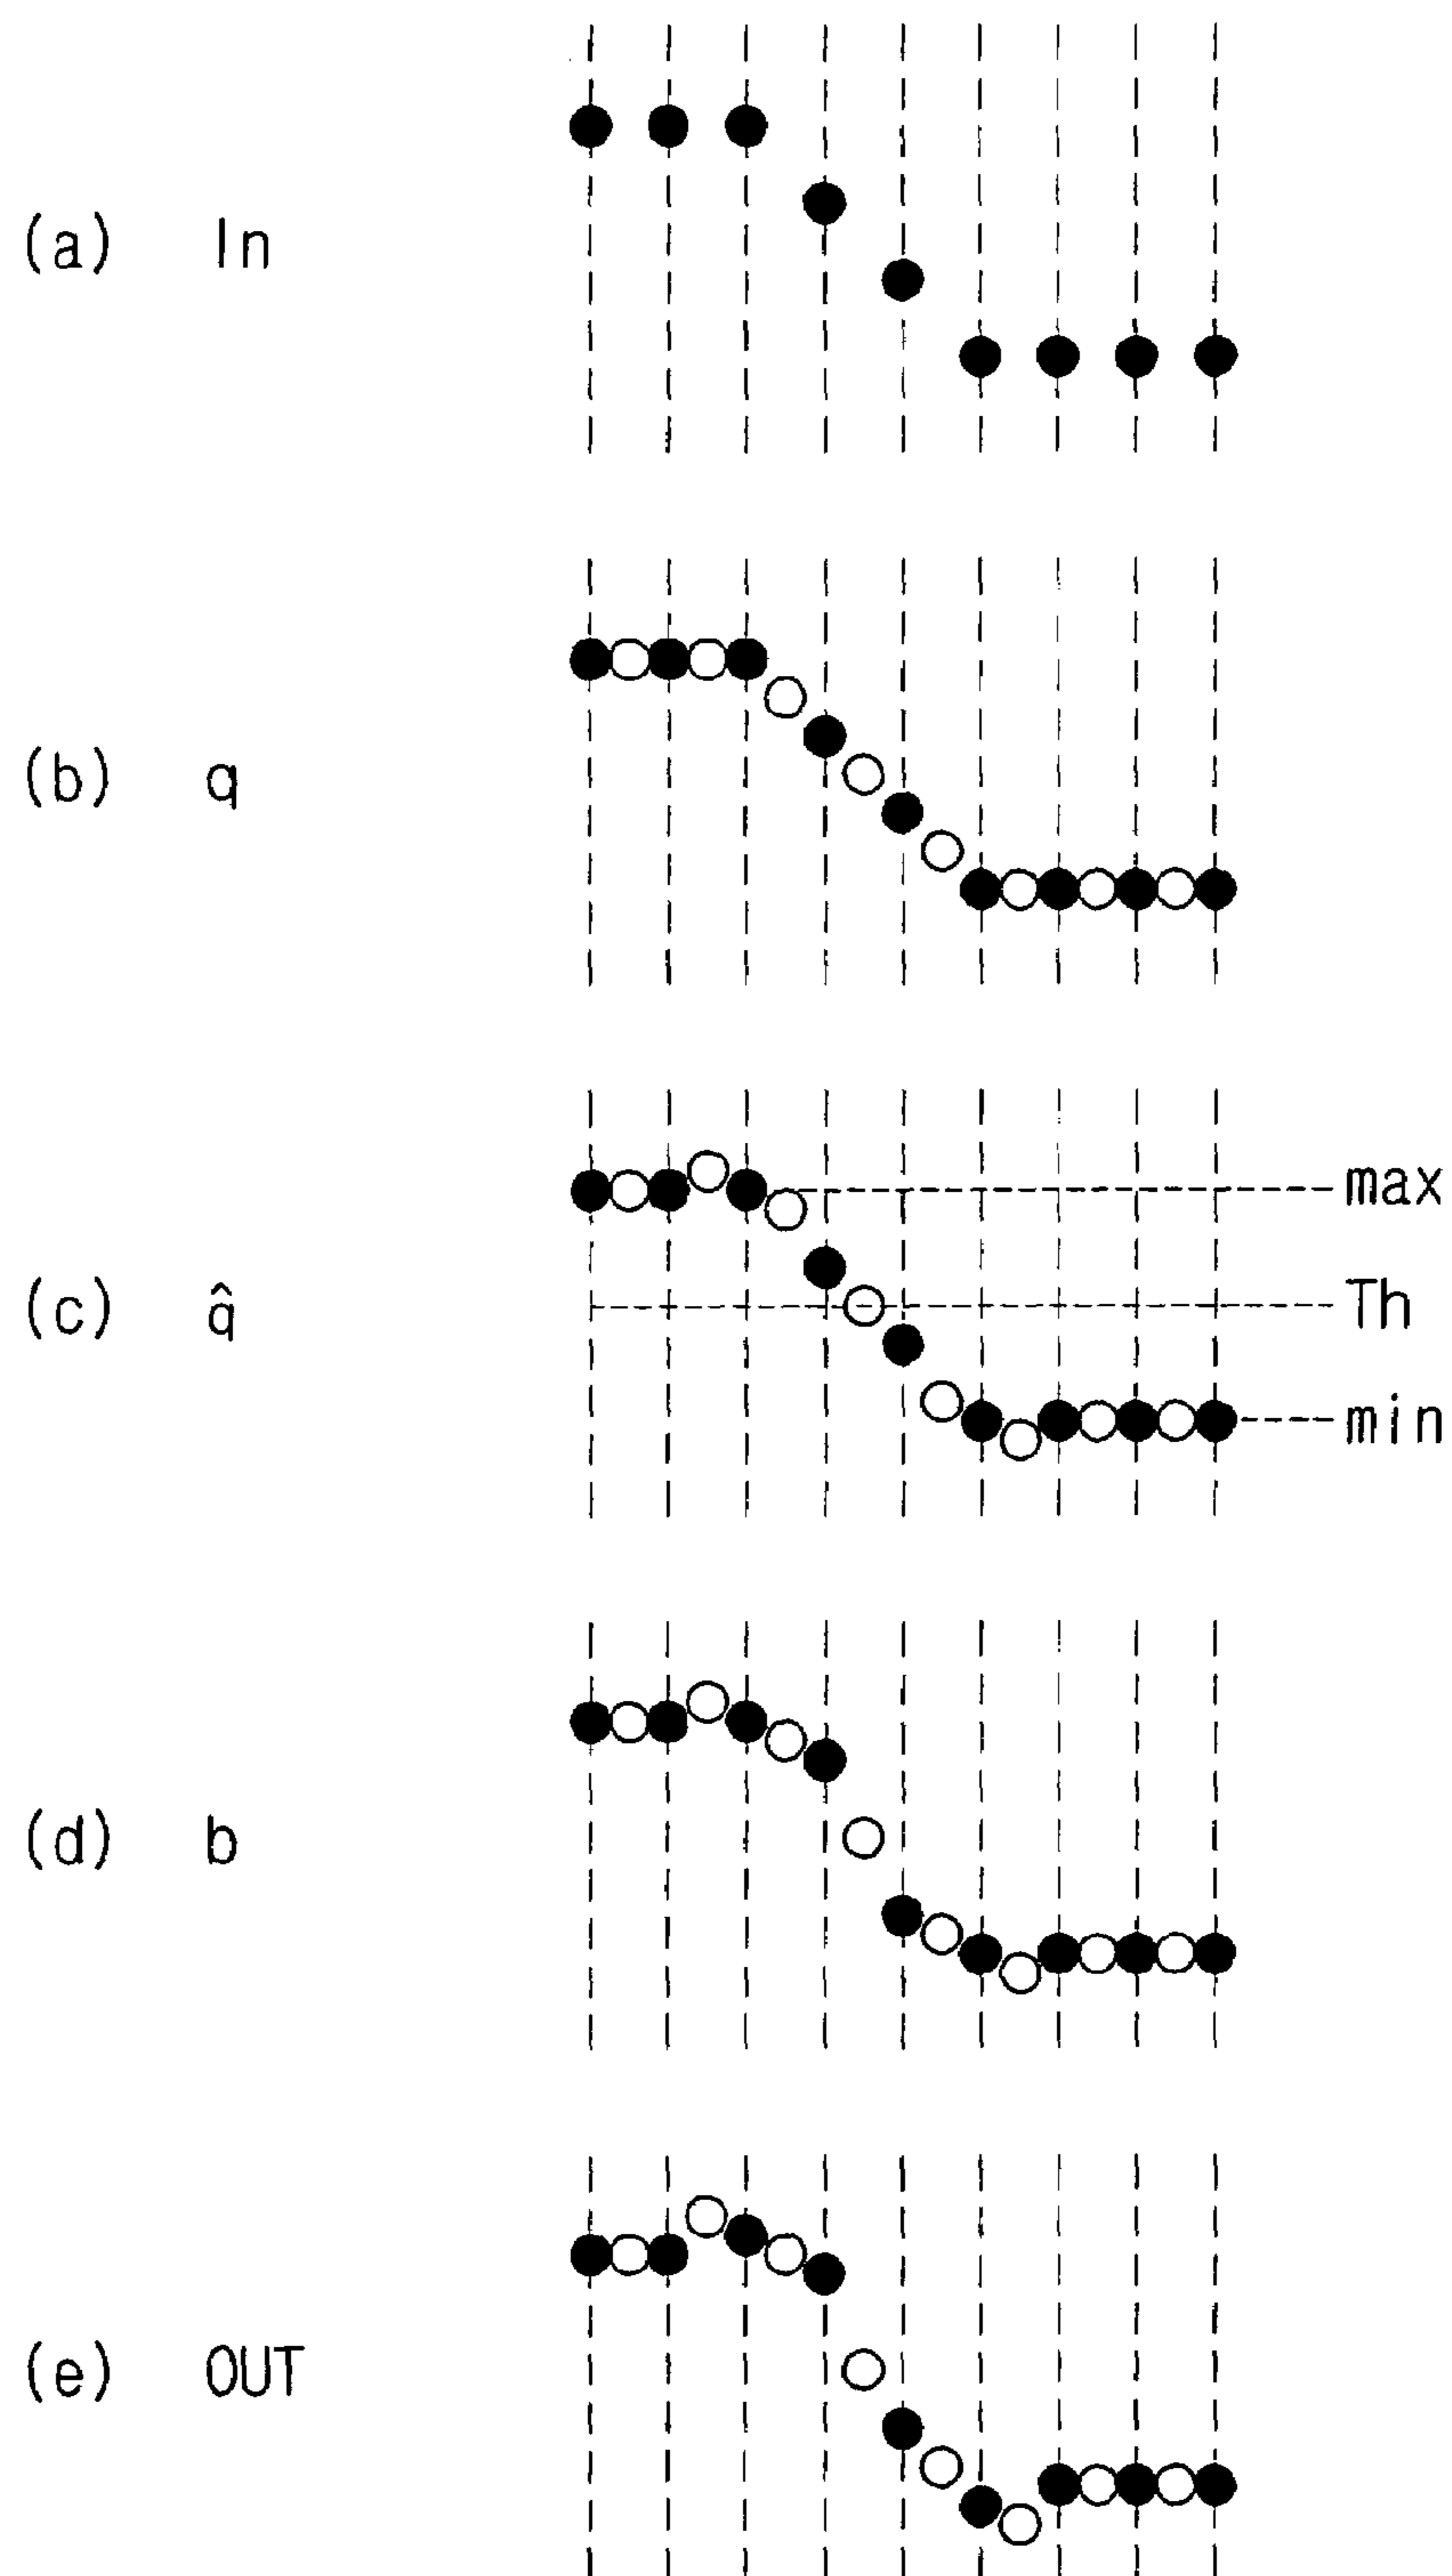 (a) In
(b) q
max
(c) q̂
Th
min
(d) b
(e) OUT